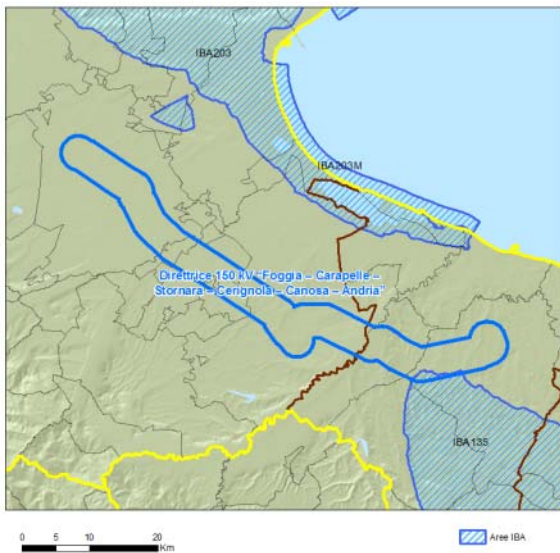 IBA203
IBA203M
Direttrice 150 kV "Foggia – Carapelle –
Stornara – Cerignola – Canosa – Andria"
IBA135
0 5 10 20
Km
Aree IBA